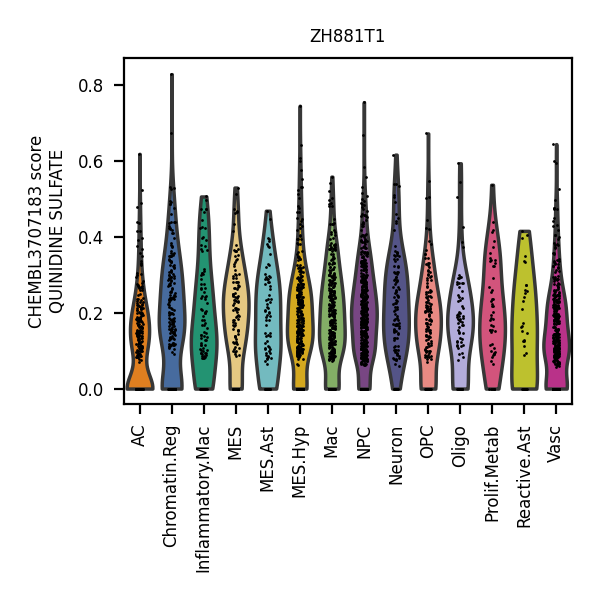 ZH881T1
CHEMBL3707183 score
QUINIDINE SULFATE
0.8
0.6
0.4
0.2
0.0
AC
Chromatin.Reg
Inflammatory.Mac
MES
MES.Ast
MES.Hyp
Mac
NPC
Neuron
OPC
Oligo
Prolif.Metab
Reactive.Ast
Vasc